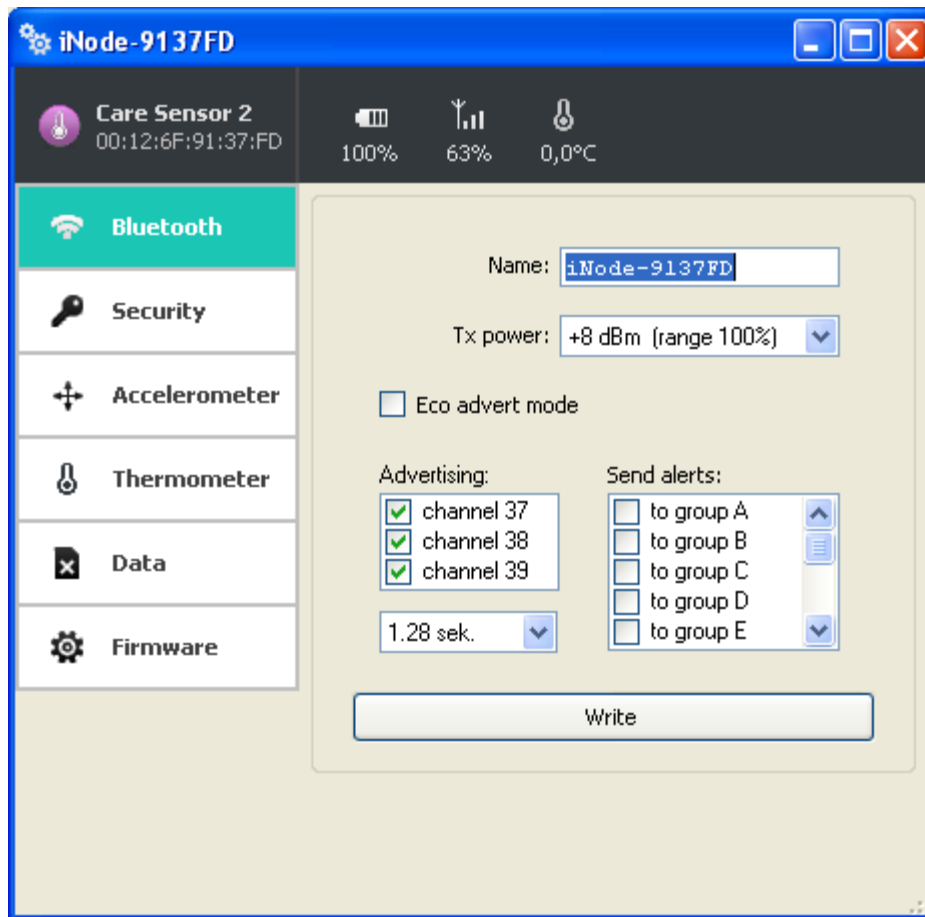 iNode-9137FD
Care Sensor 2
00:12:6F:91:37:FD
100%
63%
0,0°C
Bluetooth
Security
Accelerometer
Thermometer
Data
Firmware
Name: iNode-9137FD
Tx power: +8 dBm (range 100%)
Eco advert mode
Advertising:
channel 37
channel 38
channel 39
1.28 sek.
Send alerts:
to group A
to group B
to group C
to group D
to group E
Write